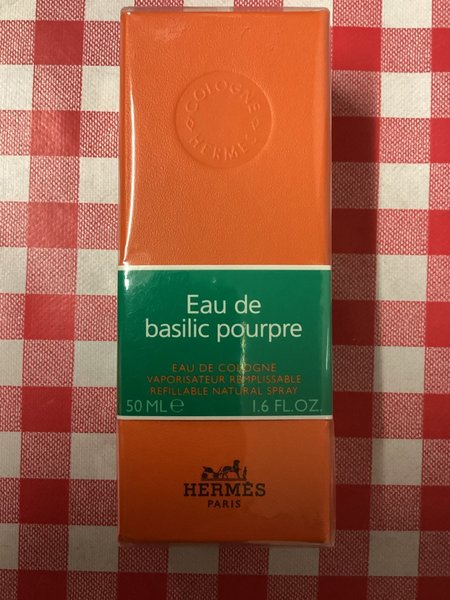 COLOGNE
HERMÈS
Eau de
basilic pourpre
EAU DE COLOGNE
VAPORISATEUR REMPLISSABLE
REFILLABLE NATURAL SPRAY
50 ML ℮ 1.6 FL.OZ.
HERMÈS
PARIS